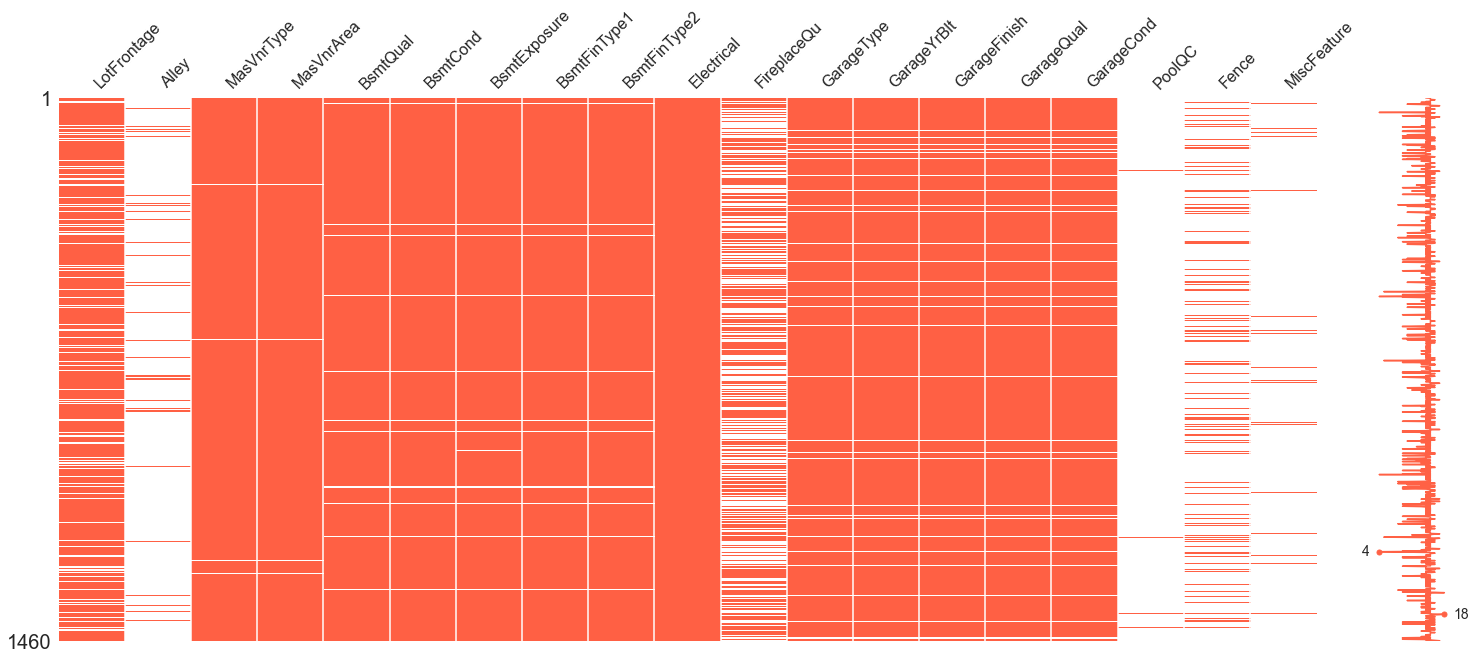 LotFrontage
Alley
MasVnrType
MasVnrArea
BsmtQual
BsmtCond
BsmtExposure
BsmtFinType1
BsmtFinType2
Electrical
FireplaceQu
GarageType
GarageYrBlt
GarageFinish
GarageQual
GarageCond
PoolQC
Fence
MiscFeature
1
4
18
1460